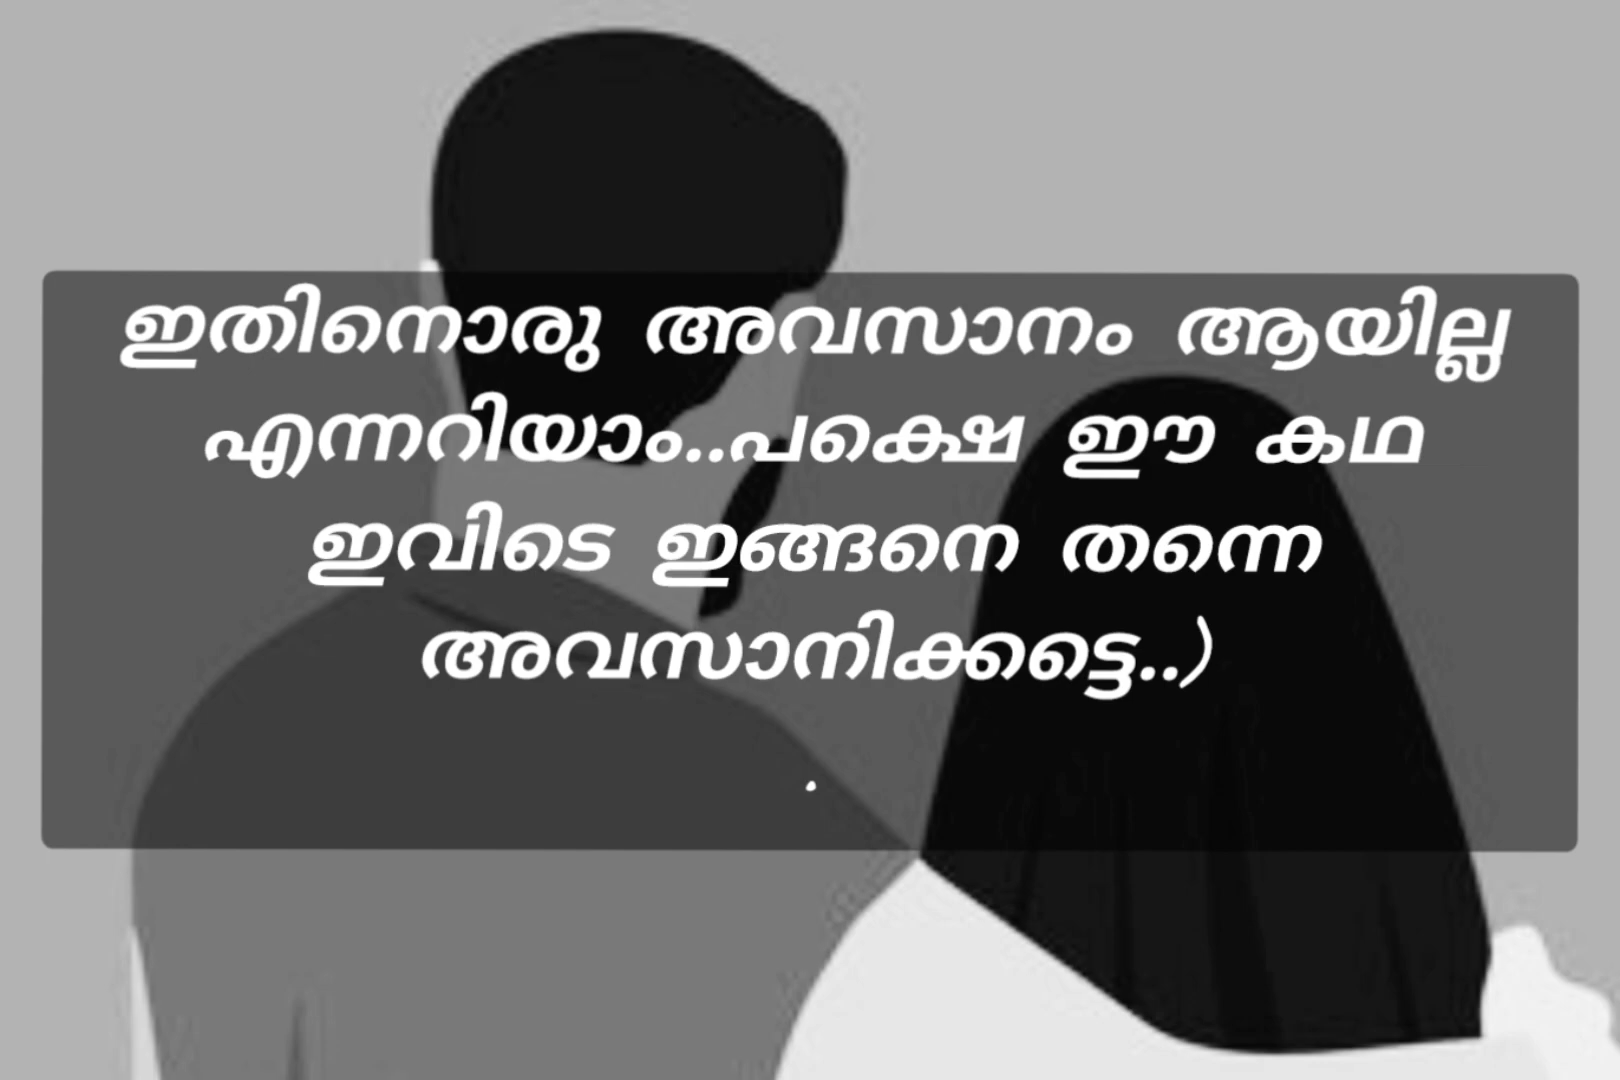 ഇതിനൊരു അവസാനം ആയില്ല
എന്നറിയാം..പക്ഷെ ഈ കഥ
ഇവിടെ ഇങ്ങനെ തന്നെ
അവസാനിക്കട്ടെ..)
.